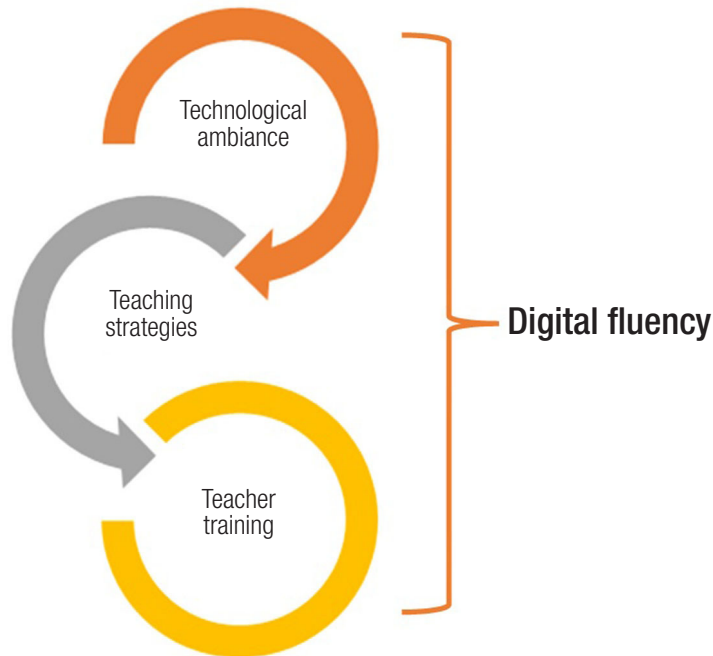 Technological
ambiance
Teaching
strategies
Digital fluency
Teacher
training